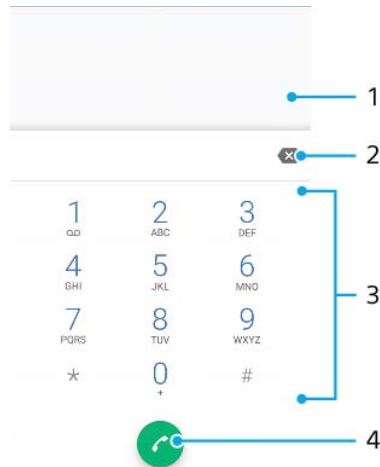 1
2
1 2 3
ABC DEF
4 5 6
GHI JKL MNO
3
7 8 9
PQRS TUV WXYZ
* 0 #
+
4